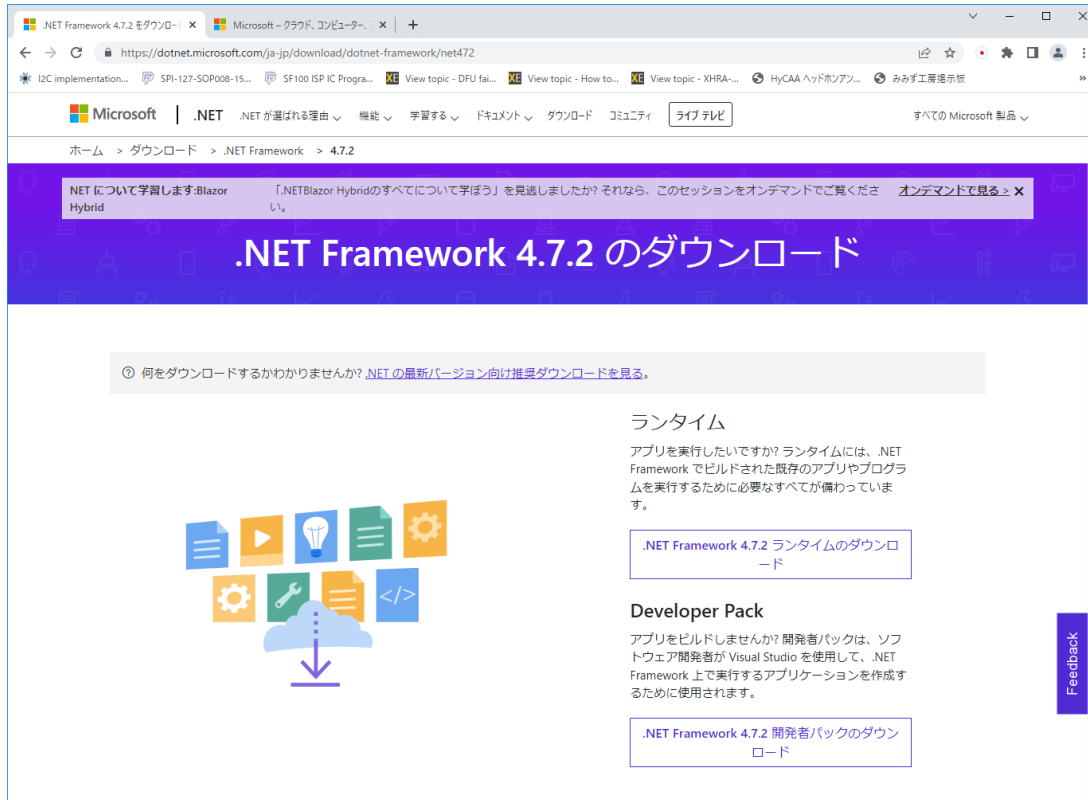 .NET Framework 4.7.2 をダウンロー
Microsoft – クラウド、コンピューター、
https://dotnet.microsoft.com/ja-jp/download/dotnet-framework/net472
I2C implementation...
SPI-127-SOP008-15...
SF100 ISP IC Progra...
XE View topic - DFU fai...
XE View topic - How to...
XE View topic - XHRA-...
HyCAA ヘッドホンアン...
みみず工房掲示板
»
Microsoft
.NET
.NET が選ばれる理由
機能
学習する
ドキュメント
ダウンロード
コミュニティ
ライブ テレビ
すべての Microsoft 製品
ホーム > ダウンロード > .NET Framework > 4.7.2
NET について学習します:Blazor
Hybrid
「.NETBlazor Hybridのすべてについて学ぼう」を見逃しましたか? それなら、このセッションをオンデマンドでご覧くださ
い。
オンデマンドで見る >
.NET Framework 4.7.2 のダウンロード
何をダウンロードするかわかりませんか? .NET の最新バージョン向け推奨ダウンロードを見る。
ランタイム
アプリを実行したいですか? ランタイムには、.NET
Framework でビルドされた既存のアプリやプログラ
ムを実行するために必要なすべてが備わっていま
す。
.NET Framework 4.7.2 ランタイムのダウンロ
ード
</>
Developer Pack
アプリをビルドしませんか? 開発者パックは、ソフ
トウェア開発者が Visual Studio を使用して、.NET
Framework 上で実行するアプリケーションを作成す
るために使用されます。
.NET Framework 4.7.2 開発者パックのダウン
ロード
Feedback